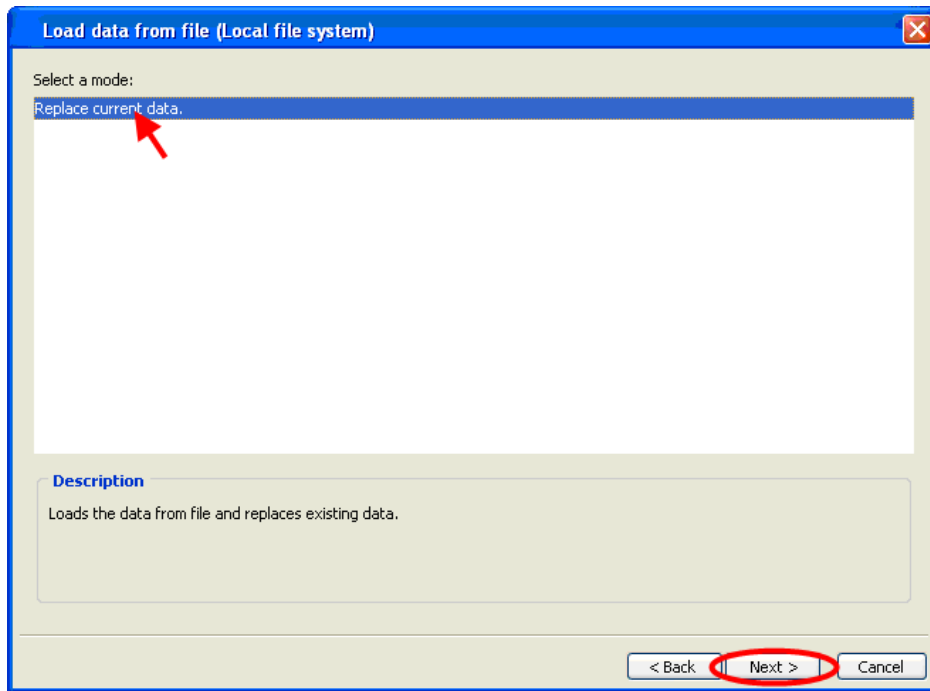 Load data from file (Local file system)
Select a mode:
Replace current data.
Description
Loads the data from file and replaces existing data.
< Back Next > Cancel